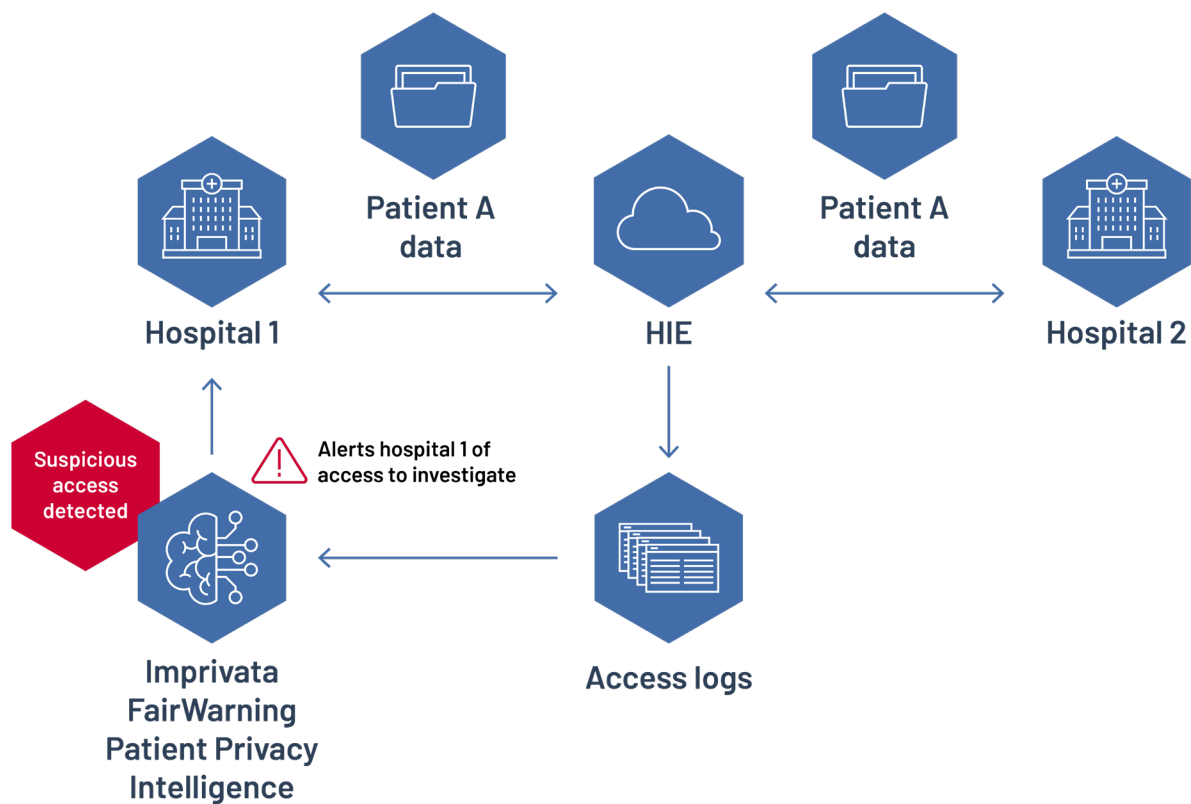 Patient A
data
Patient A
data
Hospital 1
HIE
Hospital 2
Suspicious
access
detected
Alerts hospital 1 of
access to investigate
Imprivata
FairWarning
Patient Privacy
Intelligence
Access logs